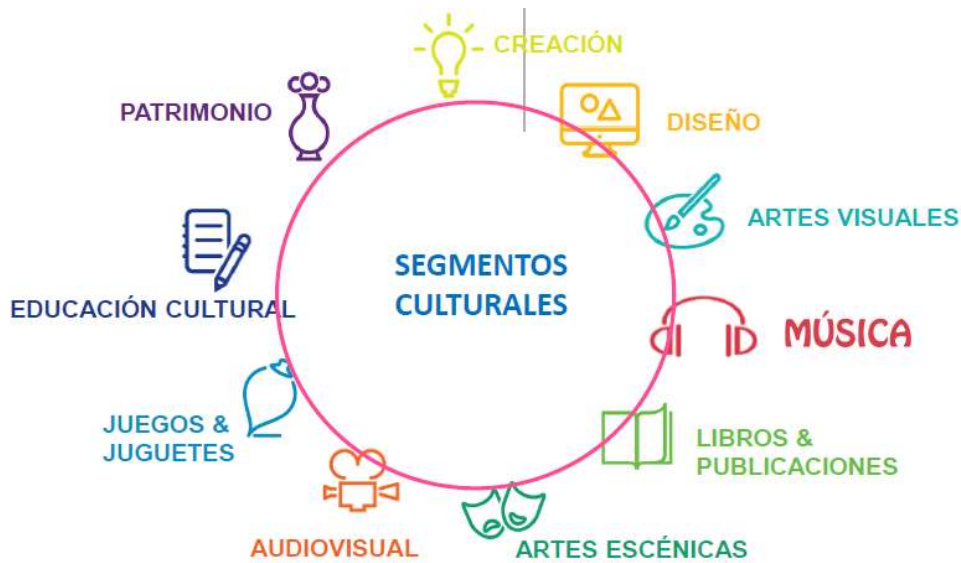 CREACIÓN
PATRIMONIO
DISEÑO
ARTES VISUALES
SEGMENTOS
CULTURALES
EDUCACIÓN CULTURAL
MÚSICA
JUEGOS &
JUGUETES
LIBROS &
PUBLICACIONES
AUDIOVISUAL
ARTES ESCÉNICAS